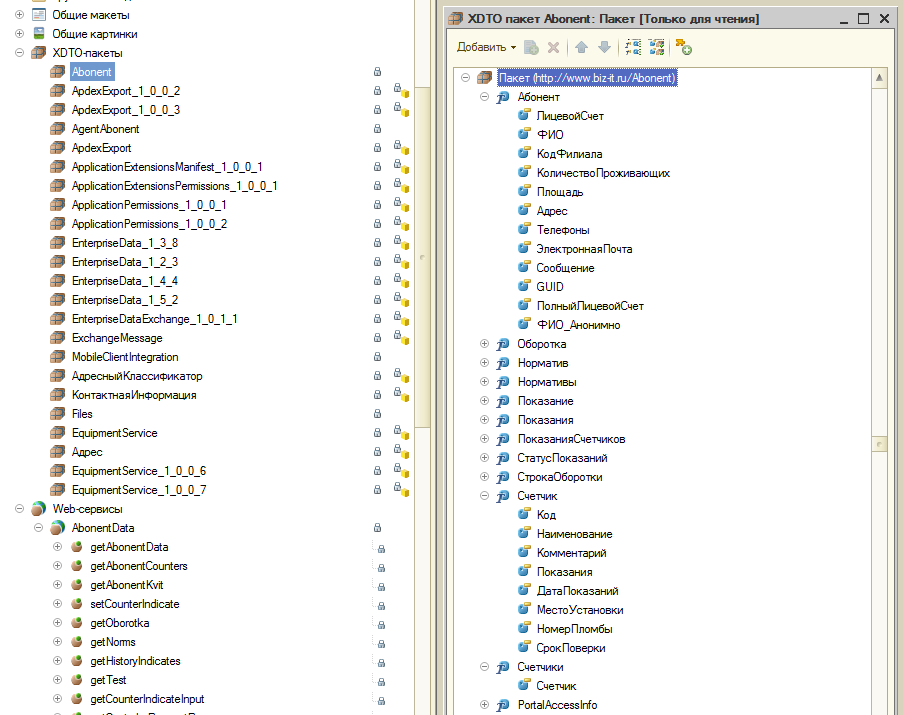 Общие макеты
Общие картинки
XDTO-пакеты
Abonent
ApdexExport_1_0_0_2
ApdexExport_1_0_0_3
AgentAbonent
ApdexExport
ApplicationExtensionsManifest_1_0_0_1
ApplicationExtensionsPermissions_1_0_0_1
ApplicationPermissions_1_0_0_1
ApplicationPermissions_1_0_0_2
EnterpriseData_1_3_8
EnterpriseData_1_2_3
EnterpriseData_1_4_4
EnterpriseData_1_5_2
EnterpriseDataExchange_1_0_1_1
ExchangeMessage
MobileClientIntegration
АдресныйКлассификатор
КонтактнаяИнформация
Files
EquipmentService
Адрес
EquipmentService_1_0_0_6
EquipmentService_1_0_0_7
Web-сервисы
AbonentData
getAbonentData
getAbonentCounters
getAbonentKvit
setCounterIndicate
getOborotka
getNorms
getHistoryIndicates
getTest
getCounterIndicateInput
XDTO пакет Abonent: Пакет [Только для чтения]
Добавить
Пакет (http://www.biz-it.ru/Abonent)
Абонент
ЛицевойСчет
ФИО
КодФилиала
КоличествоПроживающих
Площадь
Адрес
Телефоны
ЭлектроннаяПочта
Сообщение
GUID
ПолныйЛицевойСчет
ФИО_Анонимно
Оборотка
Норматив
Нормативы
Показание
Показания
ПоказанияСчетчиков
СтатусПоказаний
СтрокаОборотки
Счетчик
Код
Наименование
Комментарий
Показания
ДатаПоказаний
МестоУстановки
НомерПломбы
СрокПоверки
Счетчики
Счетчик
PortalAccessInfo